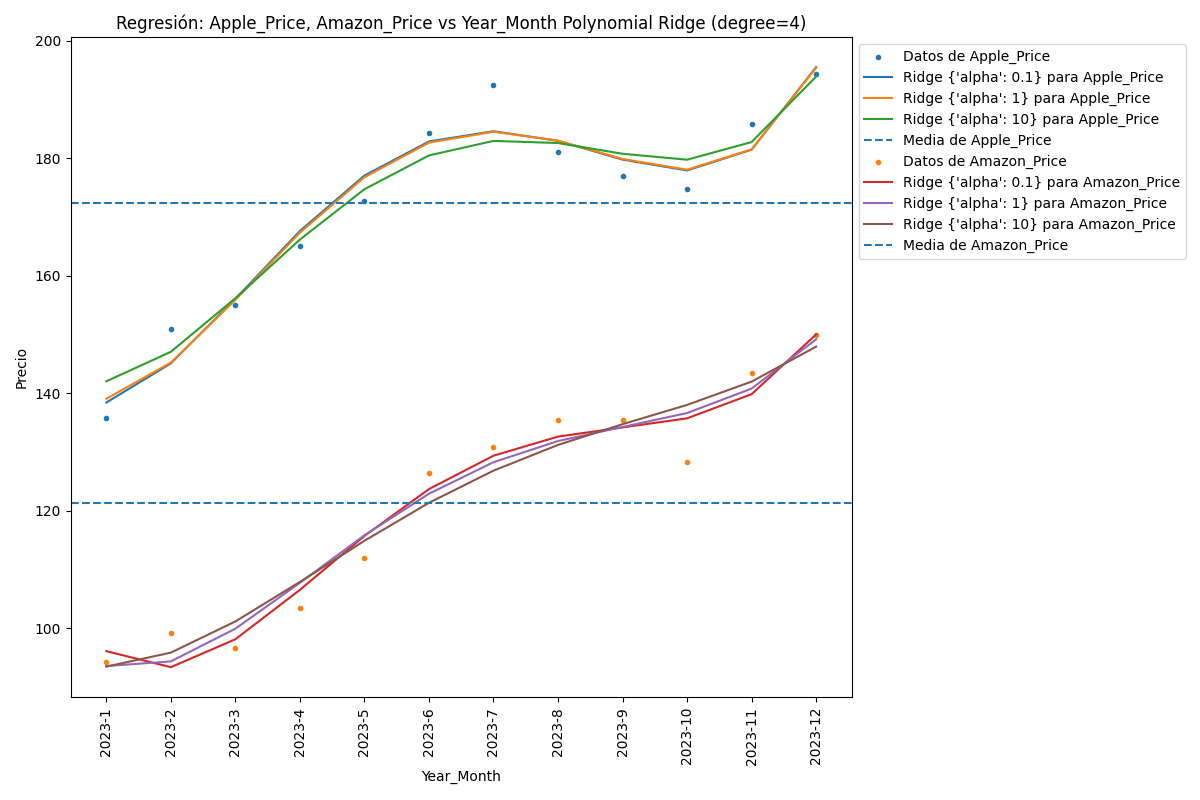 Regresión: Apple_Price, Amazon_Price vs Year_Month Polynomial Ridge (degree=4)
Precio
200
180
160
140
120
100
2023-1
2023-2
2023-3
2023-4
2023-5
2023-6
2023-7
2023-8
2023-9
2023-10
2023-11
2023-12
Year_Month
Datos de Apple_Price
Ridge {'alpha': 0.1} para Apple_Price
Ridge {'alpha': 1} para Apple_Price
Ridge {'alpha': 10} para Apple_Price
Media de Apple_Price
Datos de Amazon_Price
Ridge {'alpha': 0.1} para Amazon_Price
Ridge {'alpha': 1} para Amazon_Price
Ridge {'alpha': 10} para Amazon_Price
Media de Amazon_Price